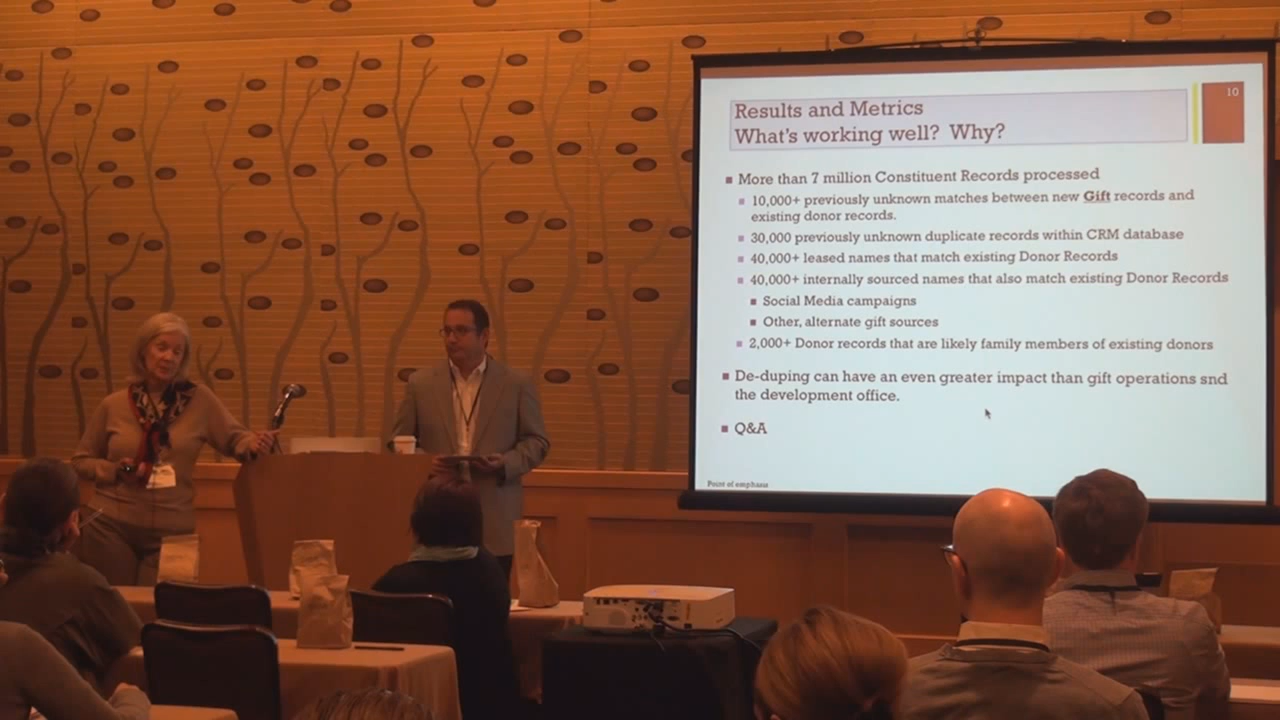 10
Results and Metrics
What's working well? Why?
More than 7 million Constituent Records processed
10,000+ previously unknown matches between new Gift records and
existing donor records.
30,000 previously unknown duplicate records within CRM database
40,000+ leased names that match existing Donor Records
40,000+ internally sourced names that also match existing Donor Records
Social Media campaigns
Other, alternate gift sources
2,000+ Donor records that are likely family members of existing donors
De-duping can have an even greater impact than gift operations snd
the development office.
Q&A
Point of emphasis